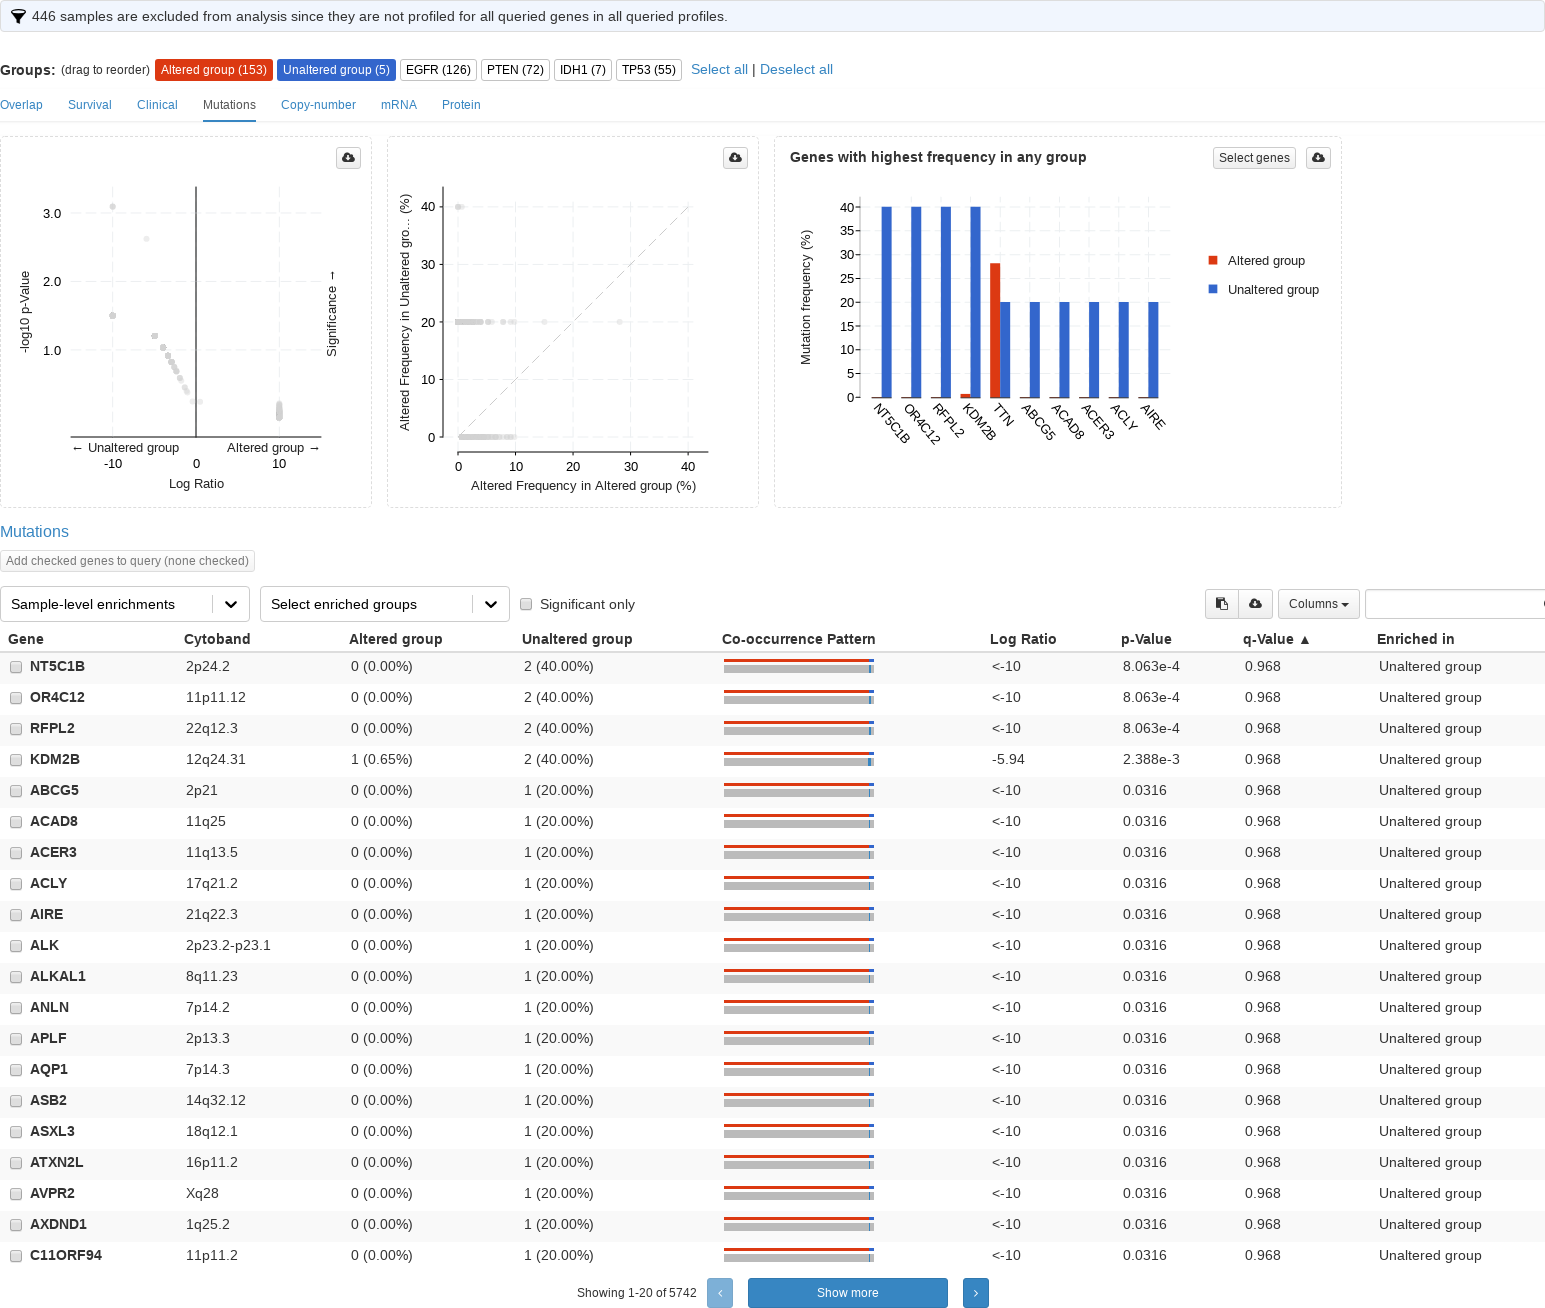 446 samples are excluded from analysis since they are not profiled for all queried genes in all queried profiles.
Groups: (drag to reorder) Altered group (153) Unaltered group (5) EGFR (126) PTEN (72) IDH1 (7) TP53 (55) Select all | Deselect all
Overlap Survival Clinical Mutations Copy-number mRNA Protein
-log10 p-Value
3.0
2.0
1.0
Significance →
← Unaltered group Altered group →
-10 0 10
Log Ratio
Altered Frequency in Unaltered gro... (%)
40
30
20
10
0
0 10 20 30 40
Altered Frequency in Altered group (%)
Genes with highest frequency in any group Select genes
Mutation frequency (%)
40
35
30
25
20
15
10
5
0
NT5C1B OR4C12 RFPL2 KDM2B TTN ABCG5 ACAD8 ACER3 ACLY AIRE
Altered group
Unaltered group
Mutations
Add checked genes to query (none checked)
Sample-level enrichments Select enriched groups Significant only Columns
Gene Cytoband Altered group Unaltered group Co-occurrence Pattern Log Ratio p-Value q-Value ▲ Enriched in
NT5C1B 2p24.2 0 (0.00%) 2 (40.00%) <-10 8.063e-4 0.968 Unaltered group
OR4C12 11p11.12 0 (0.00%) 2 (40.00%) <-10 8.063e-4 0.968 Unaltered group
RFPL2 22q12.3 0 (0.00%) 2 (40.00%) <-10 8.063e-4 0.968 Unaltered group
KDM2B 12q24.31 1 (0.65%) 2 (40.00%) -5.94 2.388e-3 0.968 Unaltered group
ABCG5 2p21 0 (0.00%) 1 (20.00%) <-10 0.0316 0.968 Unaltered group
ACAD8 11q25 0 (0.00%) 1 (20.00%) <-10 0.0316 0.968 Unaltered group
ACER3 11q13.5 0 (0.00%) 1 (20.00%) <-10 0.0316 0.968 Unaltered group
ACLY 17q21.2 0 (0.00%) 1 (20.00%) <-10 0.0316 0.968 Unaltered group
AIRE 21q22.3 0 (0.00%) 1 (20.00%) <-10 0.0316 0.968 Unaltered group
ALK 2p23.2-p23.1 0 (0.00%) 1 (20.00%) <-10 0.0316 0.968 Unaltered group
ALKAL1 8q11.23 0 (0.00%) 1 (20.00%) <-10 0.0316 0.968 Unaltered group
ANLN 7p14.2 0 (0.00%) 1 (20.00%) <-10 0.0316 0.968 Unaltered group
APLF 2p13.3 0 (0.00%) 1 (20.00%) <-10 0.0316 0.968 Unaltered group
AQP1 7p14.3 0 (0.00%) 1 (20.00%) <-10 0.0316 0.968 Unaltered group
ASB2 14q32.12 0 (0.00%) 1 (20.00%) <-10 0.0316 0.968 Unaltered group
ASXL3 18q12.1 0 (0.00%) 1 (20.00%) <-10 0.0316 0.968 Unaltered group
ATXN2L 16p11.2 0 (0.00%) 1 (20.00%) <-10 0.0316 0.968 Unaltered group
AVPR2 Xq28 0 (0.00%) 1 (20.00%) <-10 0.0316 0.968 Unaltered group
AXDND1 1q25.2 0 (0.00%) 1 (20.00%) <-10 0.0316 0.968 Unaltered group
C11ORF94 11p11.2 0 (0.00%) 1 (20.00%) <-10 0.0316 0.968 Unaltered group
Showing 1-20 of 5742 ‹ Show more ›